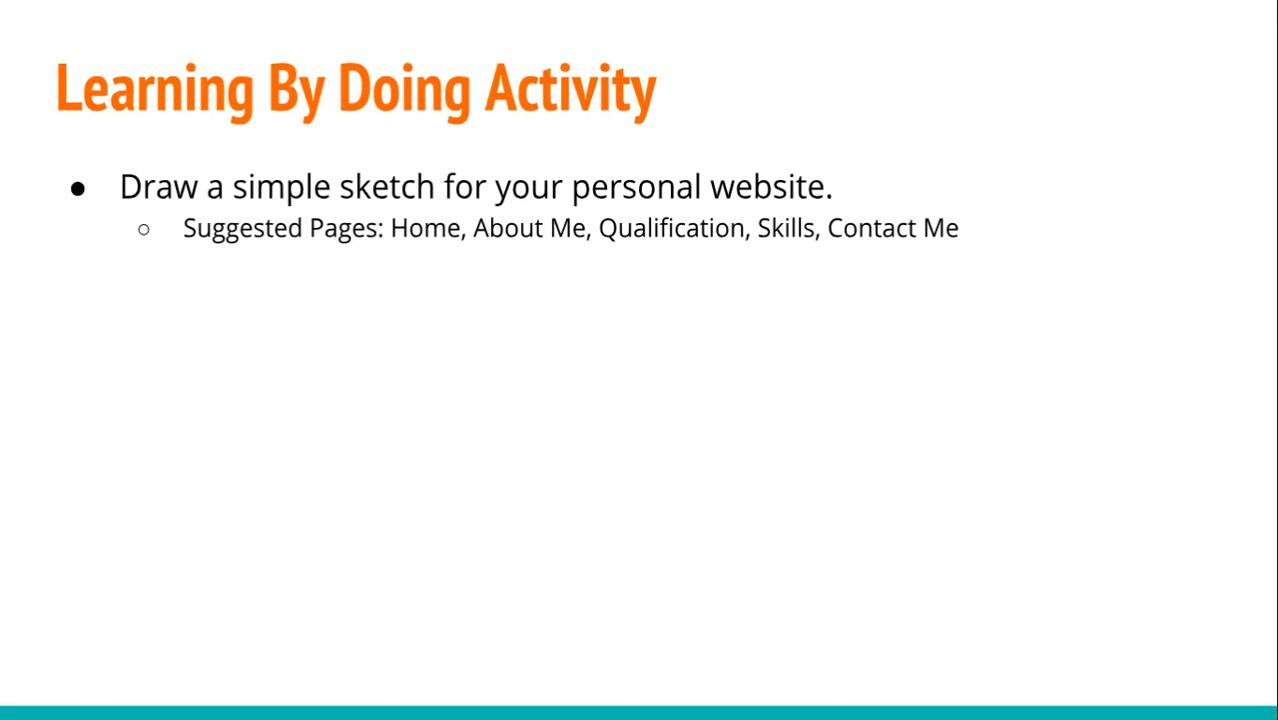 Learning By Doing Activity
● Draw a simple sketch for your personal website.
○ Suggested Pages: Home, About Me, Qualification, Skills, Contact Me